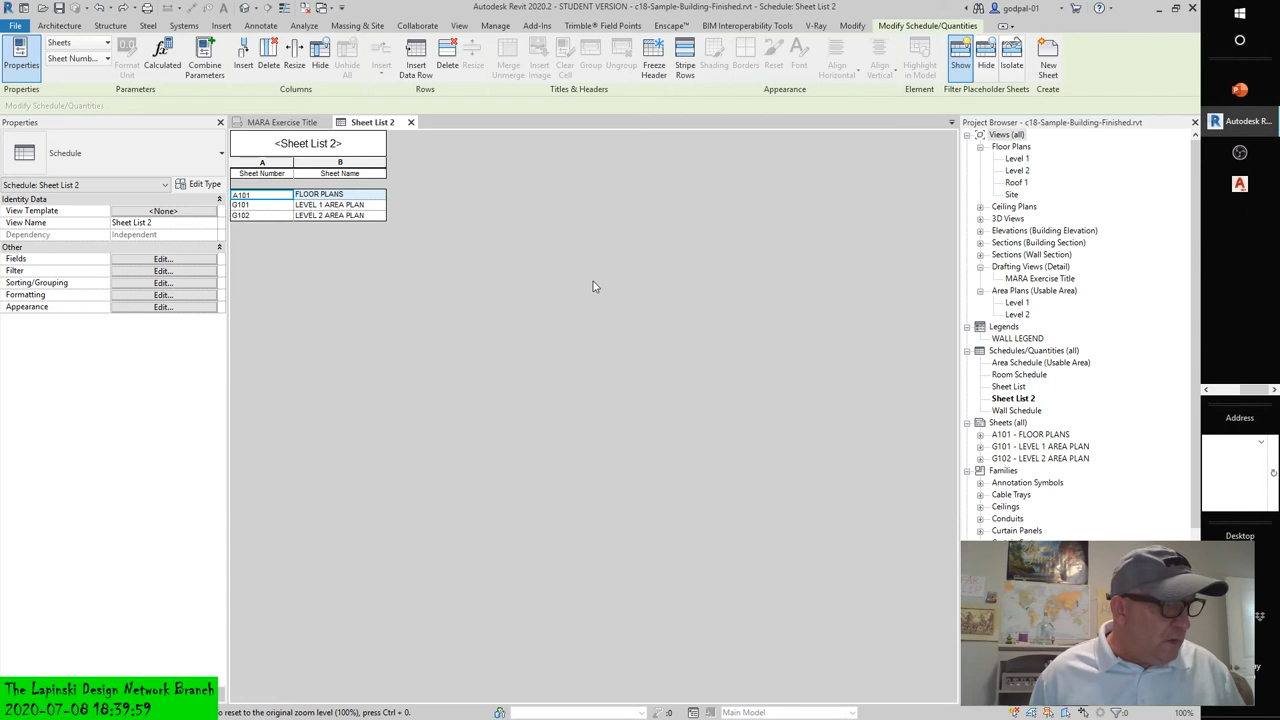 Autodesk Revit 2020.2 - STUDENT VERSION - c18-Sample-Building-Finished.rvt - Schedule: Sheet List 2
godpal-01
File Architecture Structure Steel Systems Insert Annotate Analyze Massing & Site Collaborate View Manage Add-Ins Trimble® Field Points Enscape™ BIM Interoperability Tools V-Ray Modify Modify Schedule/Quantities
Properties
Sheets
Sheet Numb...
Format Unit
Calculated
Combine Parameters
Insert
Delete
Resize
Hide
Unhide All
Insert
Insert Data Row
Delete
Resize
Merge Unmerge
Insert Image
Clear Cell
Group
Ungroup
Freeze Header
Stripe Rows
Shading
Borders
Reset
Font
Align Horizontal
Align Vertical
Highlight in Model
Show
Hide
Isolate
New Sheet
Properties Parameters Columns Rows Titles & Headers Appearance Element Filter Placeholder Sheets Create
Modify Schedule/Quantities
Properties
MARA Exercise Title
Sheet List 2
Project Browser - c18-Sample-Building-Finished.rvt
Schedule
Schedule: Sheet List 2
Edit Type
Identity Data
View Template <None>
View Name Sheet List 2
Dependency Independent
Other
Fields Edit...
Filter Edit...
Sorting/Grouping Edit...
Formatting Edit...
Appearance Edit...
<Sheet List 2>
A B
Sheet Number Sheet Name
A101 FLOOR PLANS
G101 LEVEL 1 AREA PLAN
G102 LEVEL 2 AREA PLAN
Views (all)
Floor Plans
Level 1
Level 2
Roof 1
Site
Ceiling Plans
3D Views
Elevations (Building Elevation)
Sections (Building Section)
Sections (Wall Section)
Drafting Views (Detail)
MARA Exercise Title
Area Plans (Usable Area)
Level 1
Level 2
Legends
WALL LEGEND
Schedules/Quantities (all)
Area Schedule (Usable Area)
Room Schedule
Sheet List
Sheet List 2
Wall Schedule
Sheets (all)
A101 - FLOOR PLANS
G101 - LEVEL 1 AREA PLAN
G102 - LEVEL 2 AREA PLAN
Families
Annotation Symbols
Cable Trays
Ceilings
Conduits
Curtain Panels
Autodesk R...
Address
Desktop
The Lapinski Design Network Branch
2020-07-08 18:39:59
to reset to the original zoom level (100%), press Ctrl + 0.
:0
Main Model
:0
100%